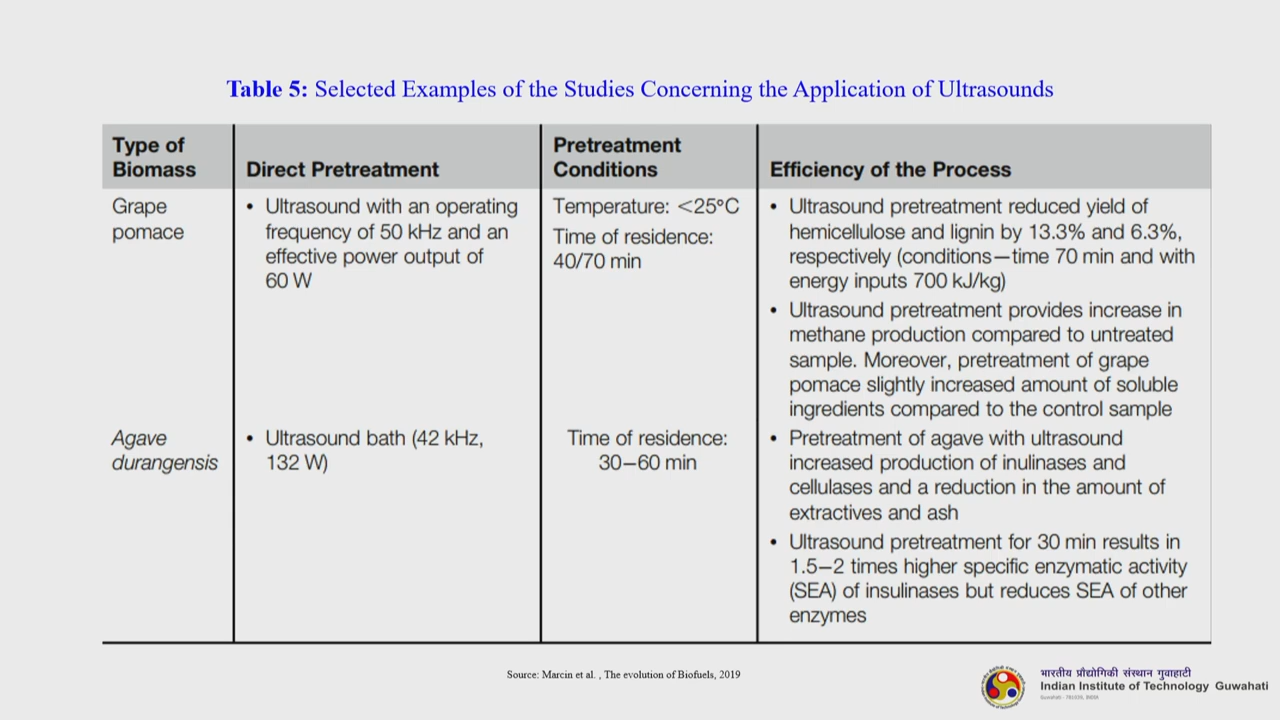 Table 5: Selected Examples of the Studies Concerning the Application of Ultrasounds
Type of
Biomass
Direct Pretreatment
Pretreatment
Conditions
Efficiency of the Process
Grape
pomace
• Ultrasound with an operating
frequency of 50 kHz and an
effective power output of
60 W
Temperature: <25°C
Time of residence:
40/70 min
• Ultrasound pretreatment reduced yield of
hemicellulose and lignin by 13.3% and 6.3%,
respectively (conditions—time 70 min and with
energy inputs 700 kJ/kg)
• Ultrasound pretreatment provides increase in
methane production compared to untreated
sample. Moreover, pretreatment of grape
pomace slightly increased amount of soluble
ingredients compared to the control sample
Agave
durangensis
• Ultrasound bath (42 kHz,
132 W)
Time of residence:
30–60 min
• Pretreatment of agave with ultrasound
increased production of inulinases and
cellulases and a reduction in the amount of
extractives and ash
• Ultrasound pretreatment for 30 min results in
1.5–2 times higher specific enzymatic activity
(SEA) of insulinases but reduces SEA of other
enzymes
Source: Marcin et al. , The evolution of Biofuels, 2019
भारतीय प्रौद्योगिकी संस्थान गुवाहाटी
Indian Institute of Technology Guwahati